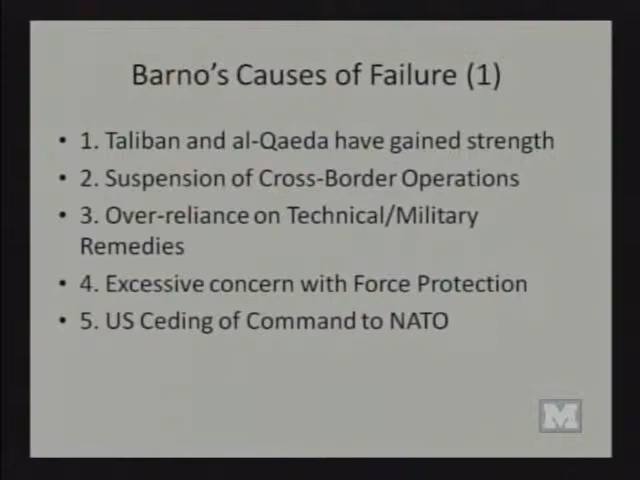 Barno's Causes of Failure (1)
• 1. Taliban and al-Qaeda have gained strength
• 2. Suspension of Cross-Border Operations
• 3. Over-reliance on Technical/Military
Remedies
• 4. Excessive concern with Force Protection
• 5. US Ceding of Command to NATO
M